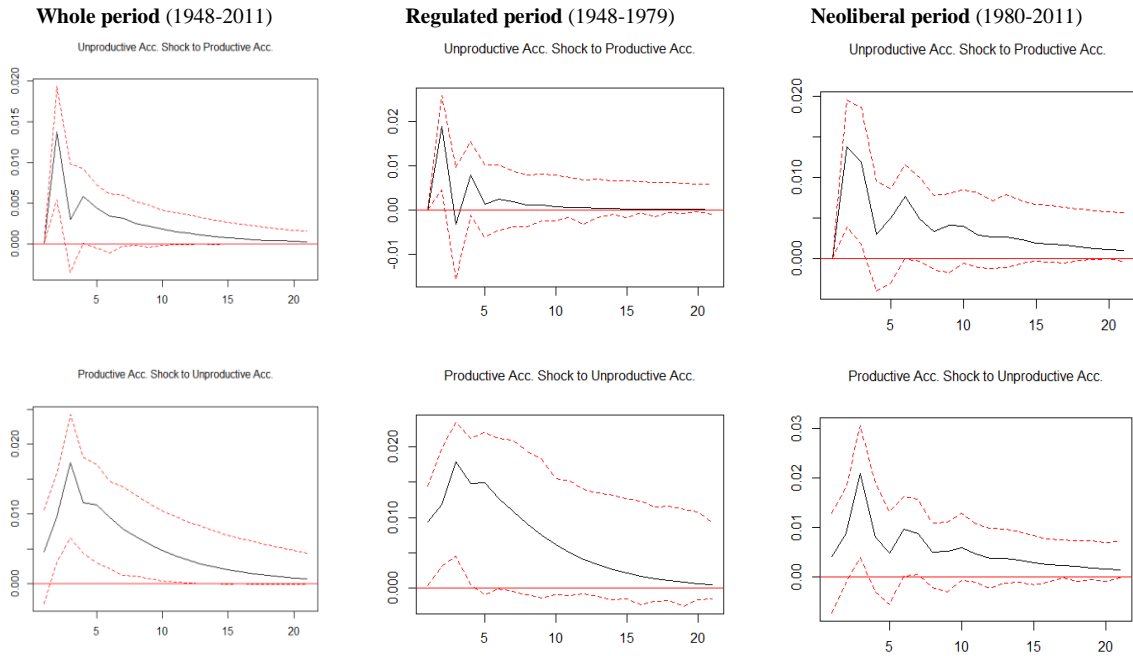 Whole period (1948-2011)
Regulated period (1948-1979)
Neoliberal period (1980-2011)
Unproductive Acc. Shock to Productive Acc.
Unproductive Acc. Shock to Productive Acc.
Unproductive Acc. Shock to Productive Acc.
0.020
0.015
0.010
0.005
0.000
5 10 15 20
0.02
0.00
-0.01
5 10 15 20
0.020
0.010
0.000
5 10 15 20
Productive Acc. Shock to Unproductive Acc.
Productive Acc. Shock to Unproductive Acc.
Productive Acc. Shock to Unproductive Acc.
0.020
0.010
0.000
5 10 15 20
0.020
0.010
0.000
5 10 15 20
0.03
0.02
0.00
5 10 15 20